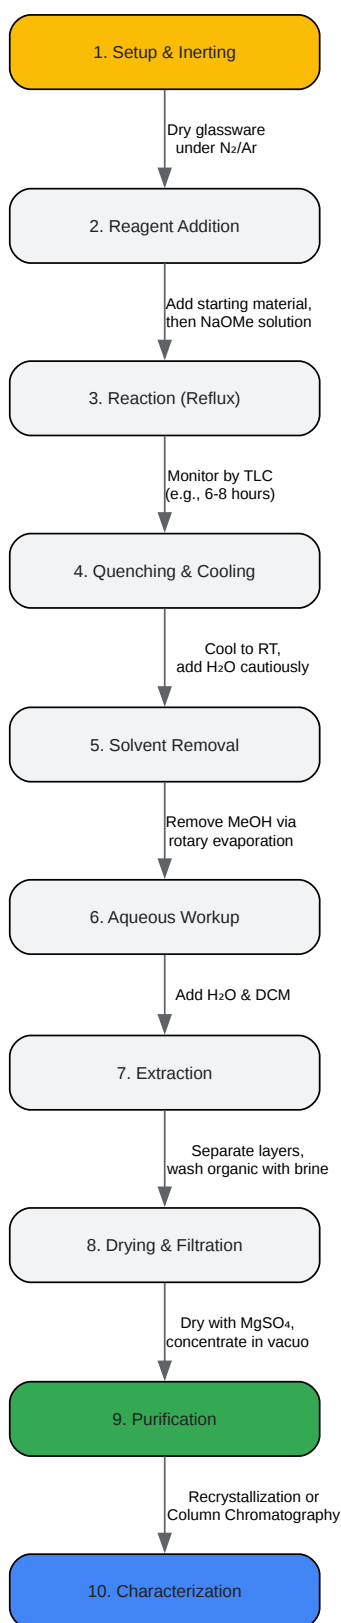 1. Setup & Inerting
Dry glassware
under N₂/Ar
2. Reagent Addition
Add starting material,
then NaOMe solution
3. Reaction (Reflux)
Monitor by TLC
(e.g., 6-8 hours)
4. Quenching & Cooling
Cool to RT,
add H₂O cautiously
5. Solvent Removal
Remove MeOH via
rotary evaporation
6. Aqueous Workup
Add H₂O & DCM
7. Extraction
Separate layers,
wash organic with brine
8. Drying & Filtration
Dry with MgSO₄,
concentrate in vacuo
9. Purification
Recrystallization or
Column Chromatography
10. Characterization